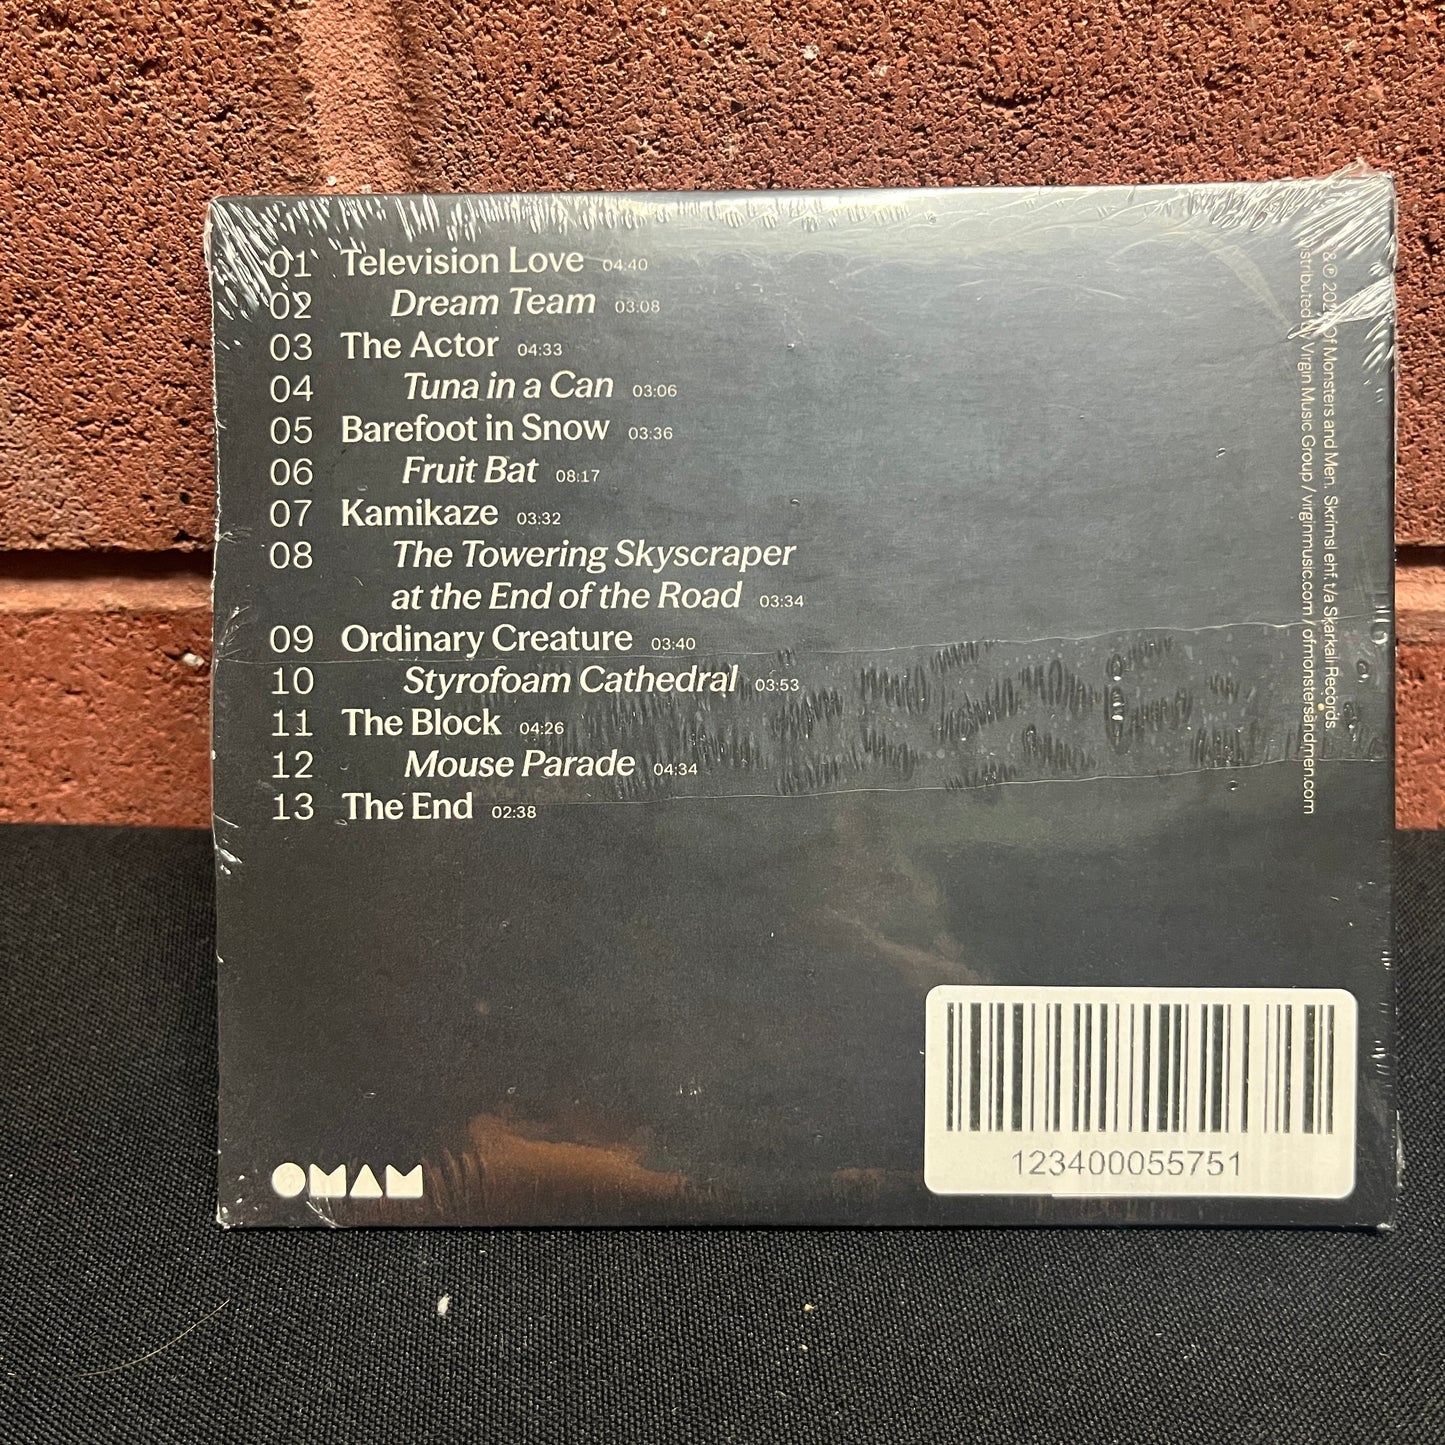 01 Television Love 04:40
02 Dream Team 03:08
03 The Actor 04:33
04 Tuna in a Can 03:06
05 Barefoot in Snow 03:36
06 Fruit Bat 08:17
07 Kamikaze 03:32
08 The Towering Skyscraper
at the End of the Road 03:34
09 Ordinary Creature 03:40
10 Styrofoam Cathedral 03:53
11 The Block 04:26
12 Mouse Parade 04:34
13 The End 02:38
& ℗ Of Monsters and Men. Skrimsl ehf. t/a Skarkali Records
by Virgin Music Group / virginmusic.com / ofmonstersandmen.com
OMAM
123400055751